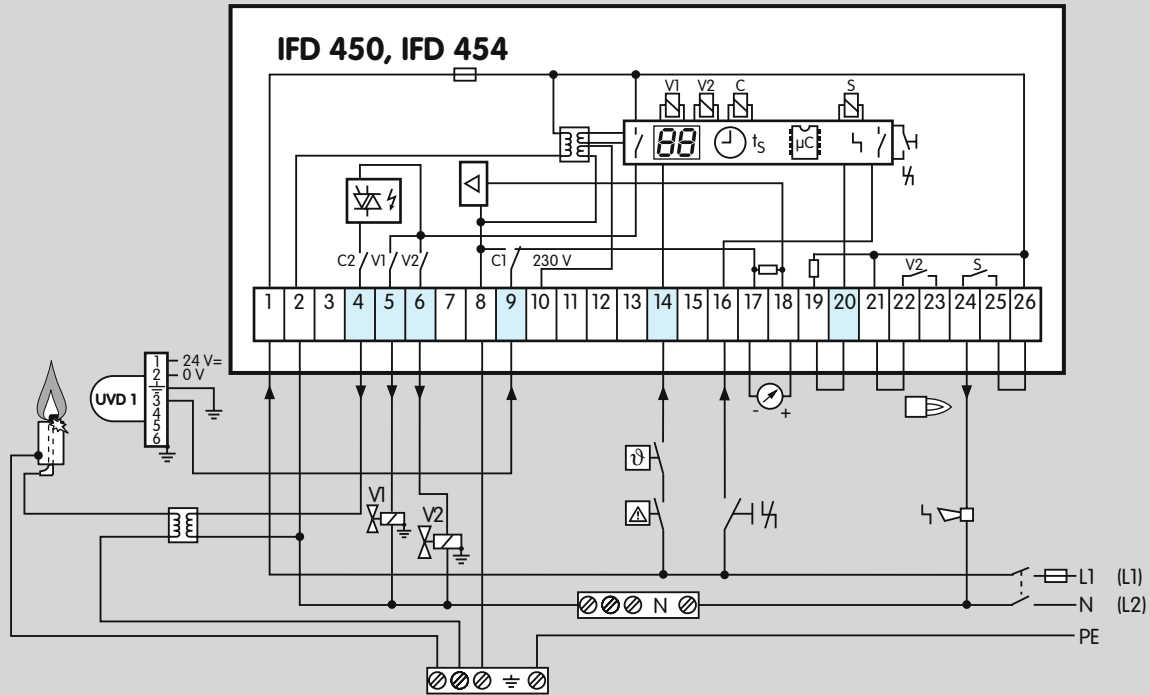 IFD 450, IFD 454
V1 V2 C S
88 tS µC
C2 V1 V2 C1 230 V V2 S
1 2 3 4 5 6 7 8 9 10 11 12 13 14 15 16 17 18 19 20 21 22 23 24 25 26
UVD 1
1 24 V=
2 0 V
3
4
5
6
- +
ϑ
V1
V2
L1 (L1)
N N (L2)
PE